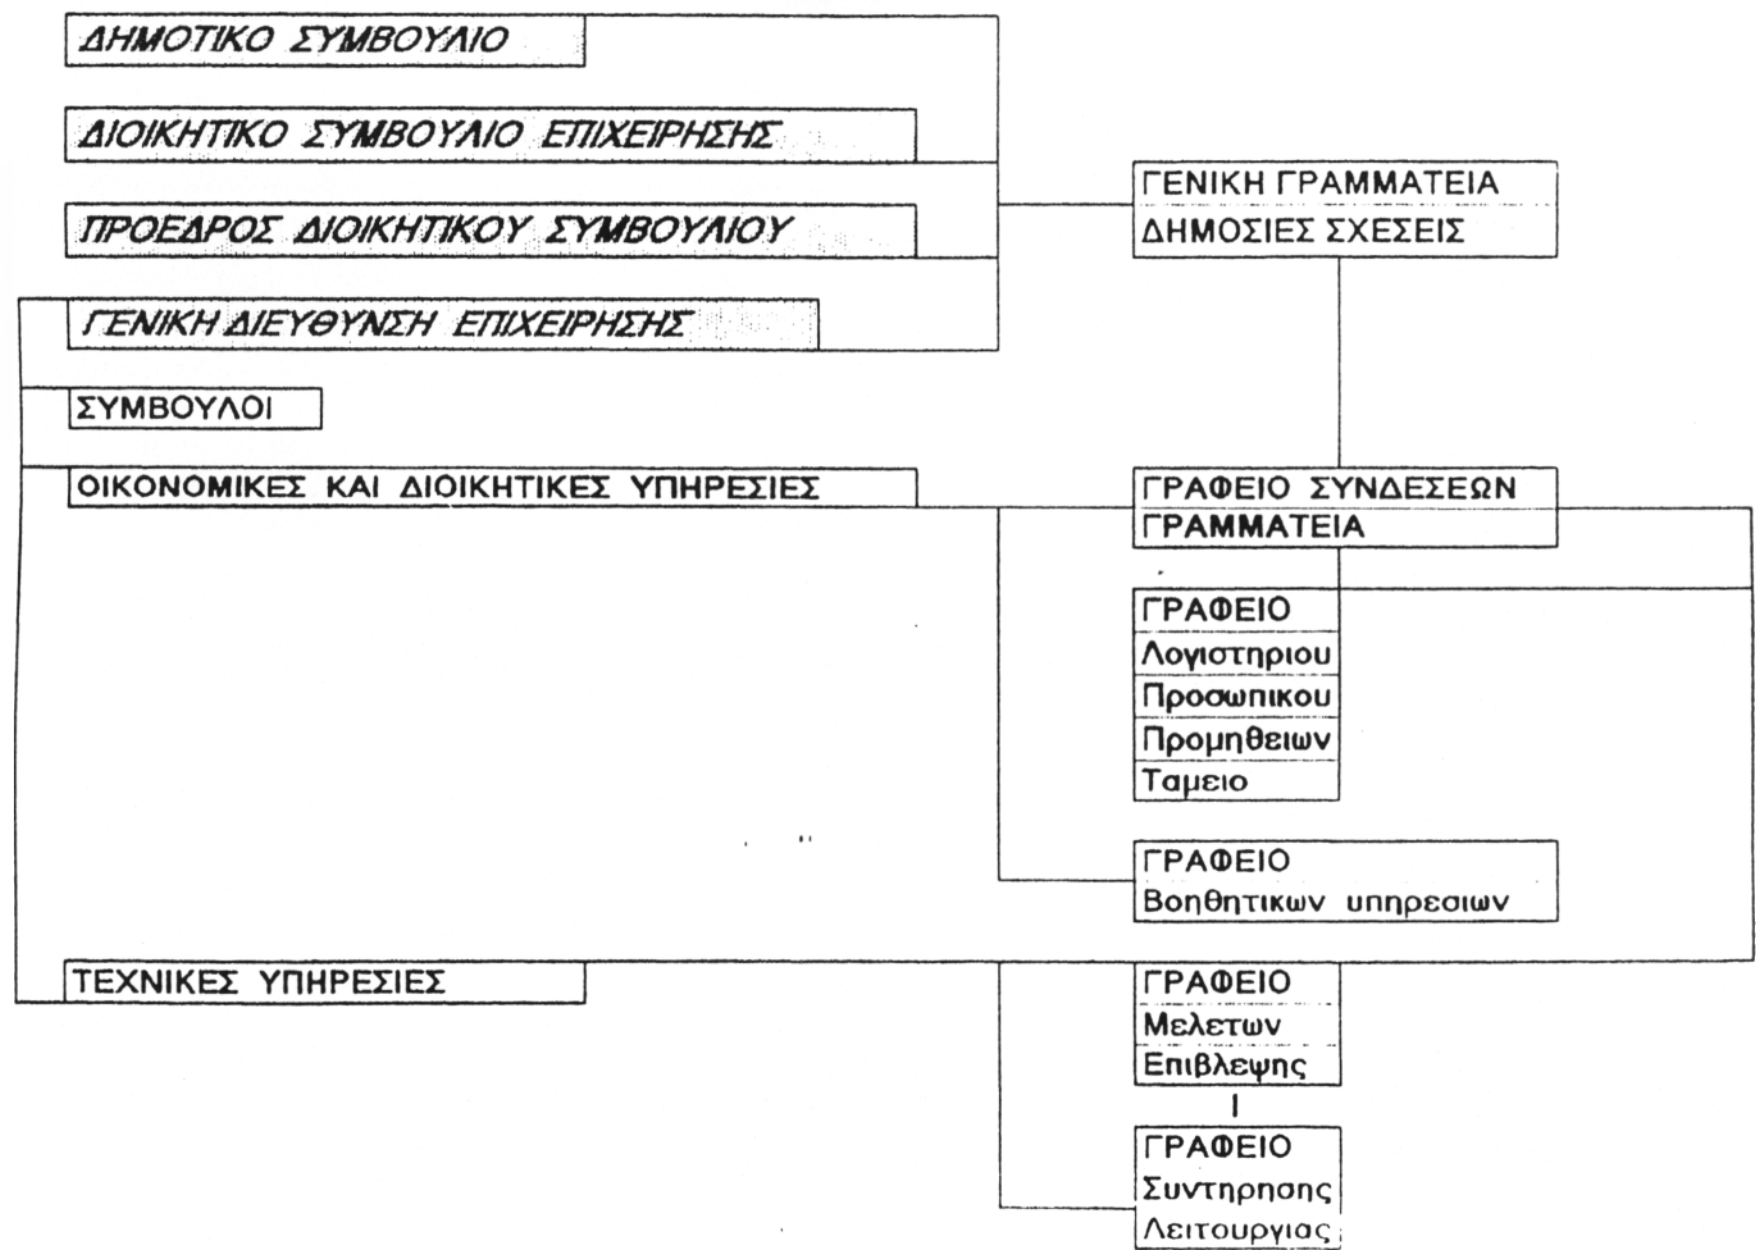 ΔΗΜΟΤΙΚΟ ΣΥΜΒΟΥΛΙΟ
ΔΙΟΙΚΗΤΙΚΟ ΣΥΜΒΟΥΛΙΟ ΕΠΙΧΕΙΡΗΣΗΣ
ΠΡΟΕΔΡΟΣ ΔΙΟΙΚΗΤΙΚΟΥ ΣΥΜΒΟΥΛΙΟΥ
ΓΕΝΙΚΗ ΓΡΑΜΜΑΤΕΙΑ
ΔΗΜΟΣΙΕΣ ΣΧΕΣΕΙΣ
ΓΕΝΙΚΗ ΔΙΕΥΘΥΝΣΗ ΕΠΙΧΕΙΡΗΣΗΣ
ΣΥΜΒΟΥΛΟΙ
ΟΙΚΟΝΟΜΙΚΕΣ ΚΑΙ ΔΙΟΙΚΗΤΙΚΕΣ ΥΠΗΡΕΣΙΕΣ
ΓΡΑΦΕΙΟ ΣΥΝΔΕΣΕΩΝ
ΓΡΑΜΜΑΤΕΙΑ
ΓΡΑΦΕΙΟ
Λογιστηριου
Προσωπικου
Προμηθειων
Ταμειο
ΓΡΑΦΕΙΟ
Βοηθητικων υπηρεσιων
ΤΕΧΝΙΚΕΣ ΥΠΗΡΕΣΙΕΣ
ΓΡΑΦΕΙΟ
Μελετων
Επιβλεψης
ΓΡΑΦΕΙΟ
Συντηρησης
Λειτουργιας